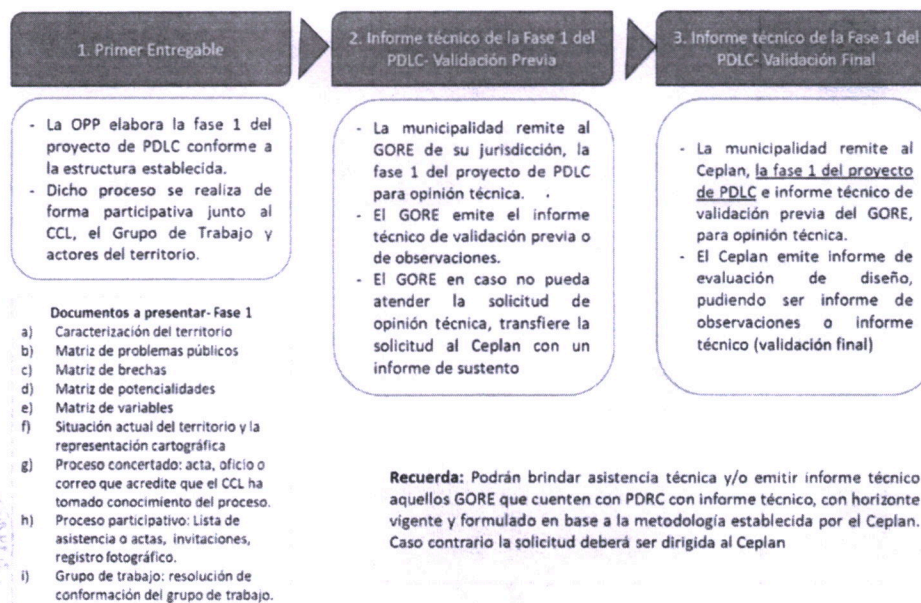 1. Primer Entregable
- La OPP elabora la fase 1 del
proyecto de PDLC conforme a
la estructura establecida.
- Dicho proceso se realiza de
forma participativa junto al
CCL, el Grupo de Trabajo y
actores del territorio.
Documentos a presentar- Fase 1
a) Caracterización del territorio
b) Matriz de problemas públicos
c) Matriz de brechas
d) Matriz de potencialidades
e) Matriz de variables
f) Situación actual del territorio y la
representación cartográfica
g) Proceso concertado: acta, oficio o
correo que acredite que el CCL ha
tomado conocimiento del proceso.
h) Proceso participativo: Lista de
asistencia o actas, invitaciones,
registro fotográfico.
i) Grupo de trabajo: resolución de
conformación del grupo de trabajo.
2. Informe técnico de la Fase 1 del
PDLC- Validación Previa
- La municipalidad remite al
GORE de su jurisdicción, la
fase 1 del proyecto de PDLC
para opinión técnica.
- El GORE emite el informe
técnico de validación previa o
de observaciones.
- El GORE en caso no pueda
atender la solicitud de
opinión técnica, transfiere la
solicitud al Ceplan con un
informe de sustento
3. Informe técnico de la Fase 1 del
PDLC- Validación Final
- La municipalidad remite al
Ceplan, la fase 1 del proyecto
de PDLC e informe técnico de
validación previa del GORE,
para opinión técnica.
- El Ceplan emite informe de
evaluación de diseño,
pudiendo ser informe de
observaciones o informe
técnico (validación final)
Recuerda: Podrán brindar asistencia técnica y/o emitir informe técnico
aquellos GORE que cuenten con PDRC con informe técnico, con horizonte
vigente y formulado en base a la metodología establecida por el Ceplan.
Caso contrario la solicitud deberá ser dirigida al Ceplan